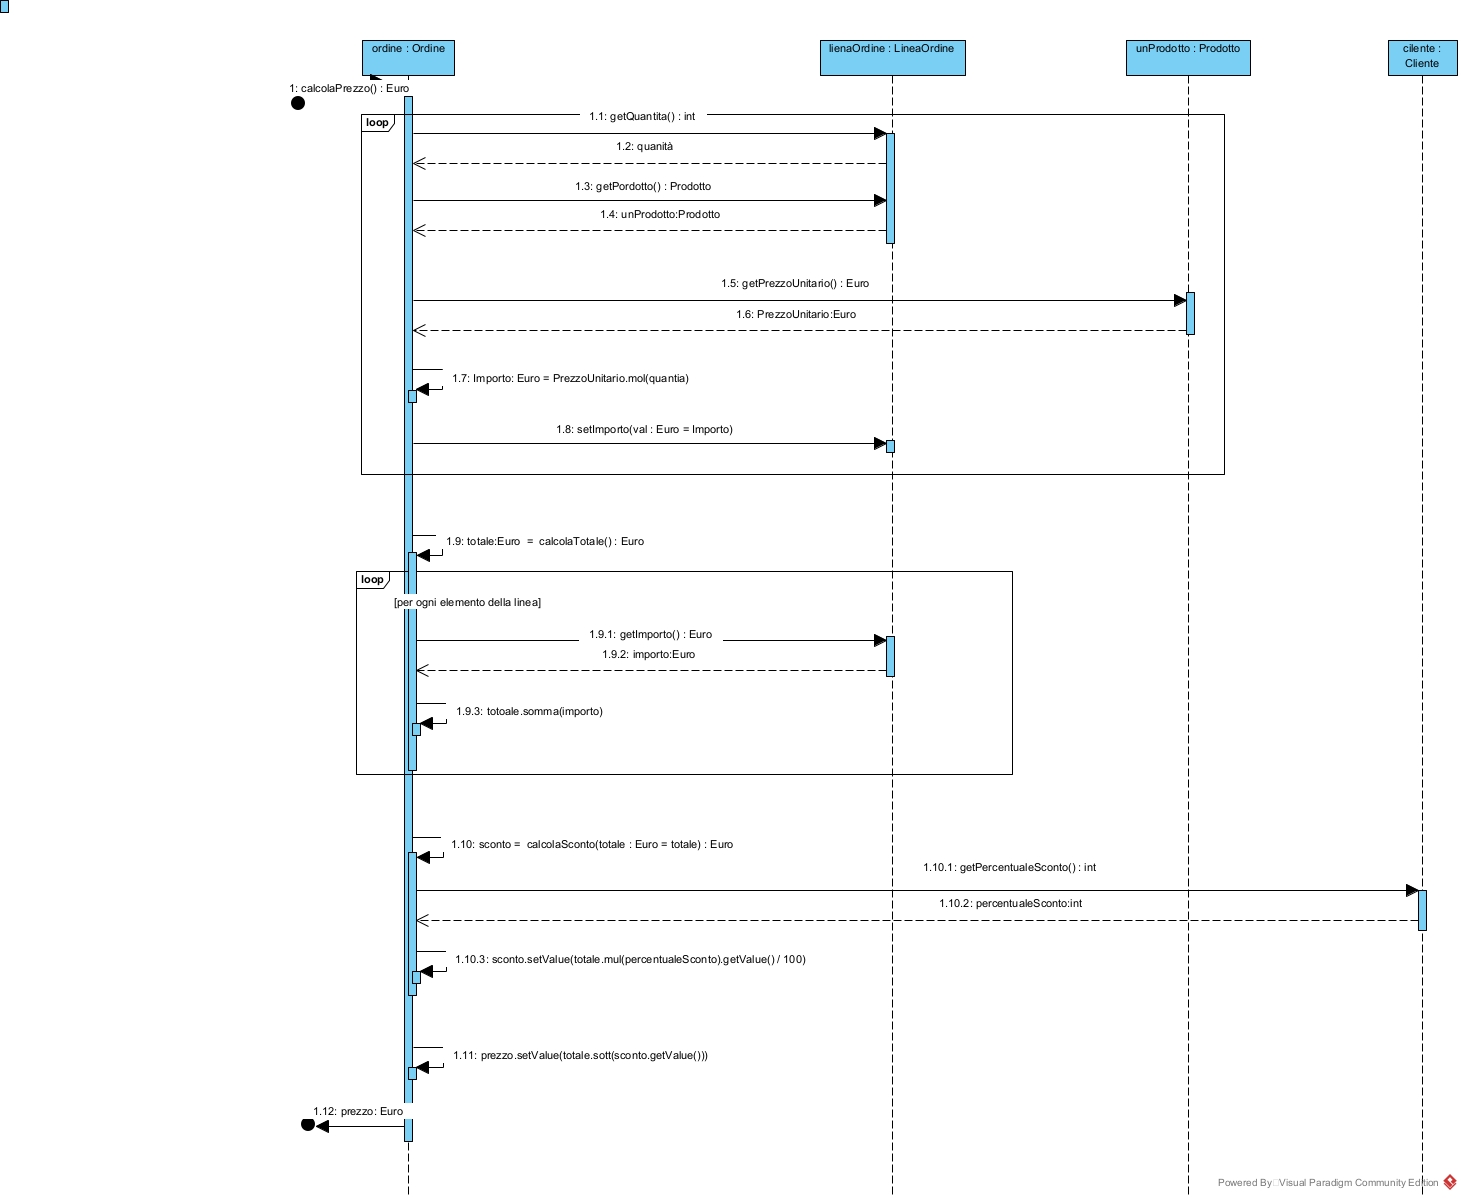 ordine : Ordine
lienaOrdine : LineaOrdine
unProdotto : Prodotto
cilente :
Cliente
1: calcolaPrezzo() : Euro
loop
1.1: getQuantita() : int
1.2: quanità
1.3: getPordotto() : Prodotto
1.4: unProdotto:Prodotto
1.5: getPrezzoUnitario() : Euro
1.6: PrezzoUnitario:Euro
1.7: Importo: Euro = PrezzoUnitario.mol(quantia)
1.8: setImporto(val : Euro = Importo)
1.9: totale:Euro = calcolaTotale() : Euro
loop
[per ogni elemento della linea]
1.9.1: getImporto() : Euro
1.9.2: importo:Euro
1.9.3: totoale.somma(importo)
1.10: sconto = calcolaSconto(totale : Euro = totale) : Euro
1.10.1: getPercentualeSconto() : int
1.10.2: percentualeSconto:int
1.10.3: sconto.setValue(totale.mul(percentualeSconto).getValue() / 100)
1.11: prezzo.setValue(totale.sott(sconto.getValue()))
1.12: prezzo: Euro
Powered By Visual Paradigm Community Edition